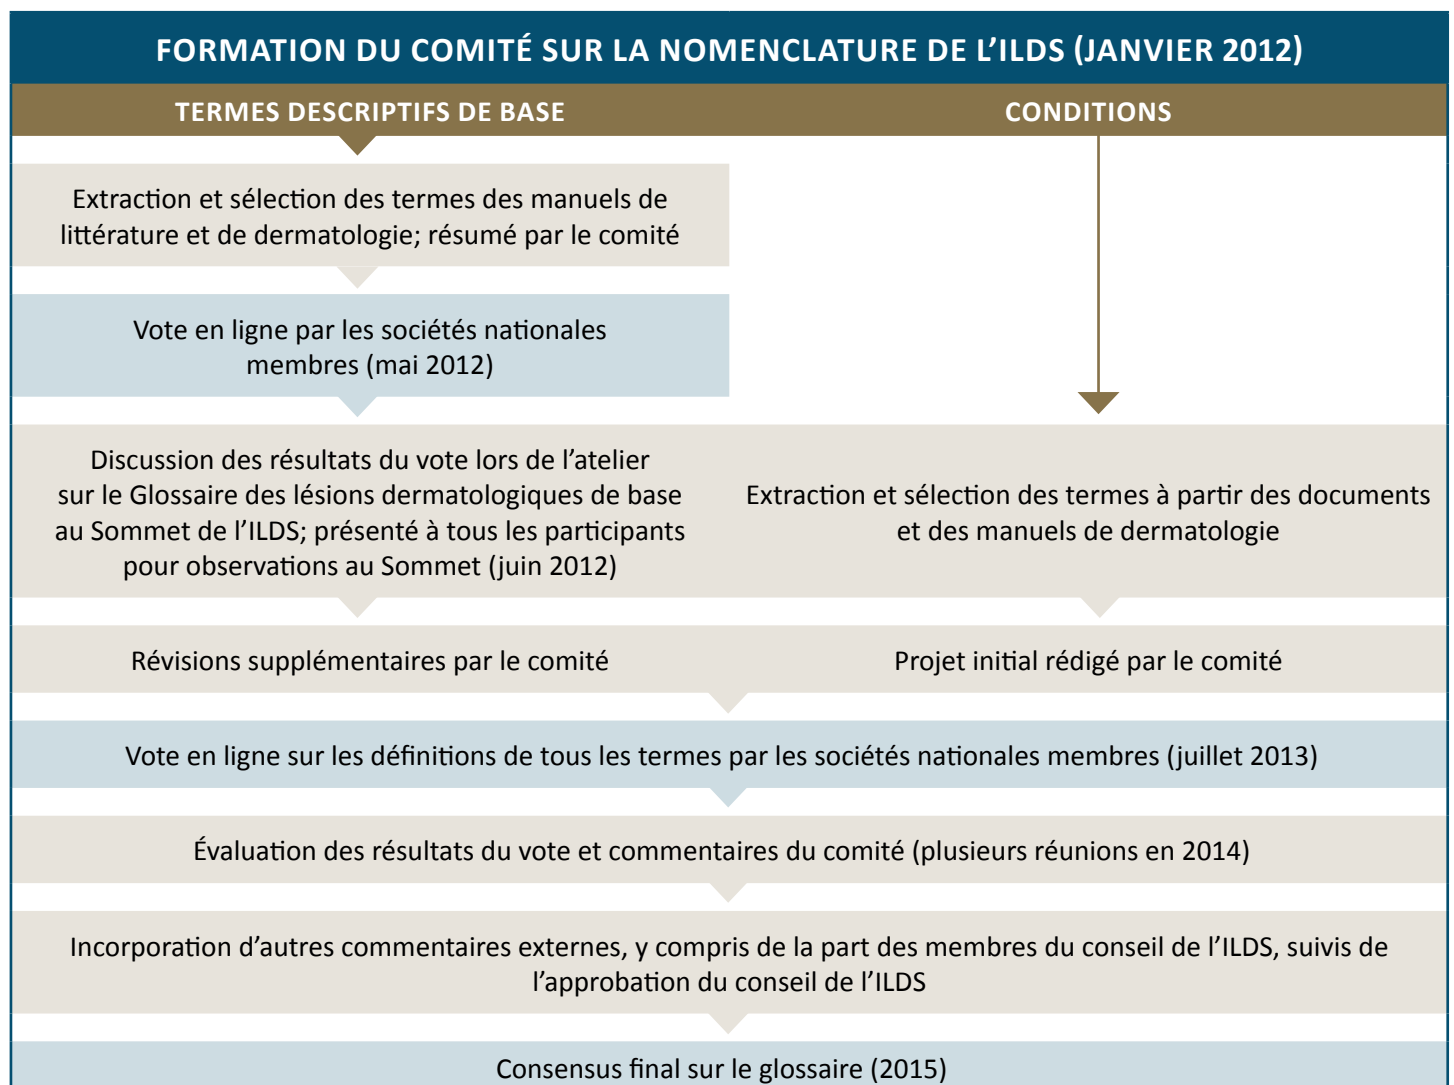 FORMATION DU COMITÉ SUR LA NOMENCLATURE DE L’ILDS (JANVIER 2012)
TERMES DESCRIPTIFS DE BASE
CONDITIONS
Extraction et sélection des termes des manuels de
littérature et de dermatologie; résumé par le comité
Vote en ligne par les sociétés nationales
membres (mai 2012)
Discussion des résultats du vote lors de l’atelier
sur le Glossaire des lésions dermatologiques de base
au Sommet de l’ILDS; présenté à tous les participants
pour observations au Sommet (juin 2012)
Extraction et sélection des termes à partir des documents
et des manuels de dermatologie
Révisions supplémentaires par le comité
Projet initial rédigé par le comité
Vote en ligne sur les définitions de tous les termes par les sociétés nationales membres (juillet 2013)
Évaluation des résultats du vote et commentaires du comité (plusieurs réunions en 2014)
Incorporation d’autres commentaires externes, y compris de la part des membres du conseil de l’ILDS, suivis de
l’approbation du conseil de l’ILDS
Consensus final sur le glossaire (2015)